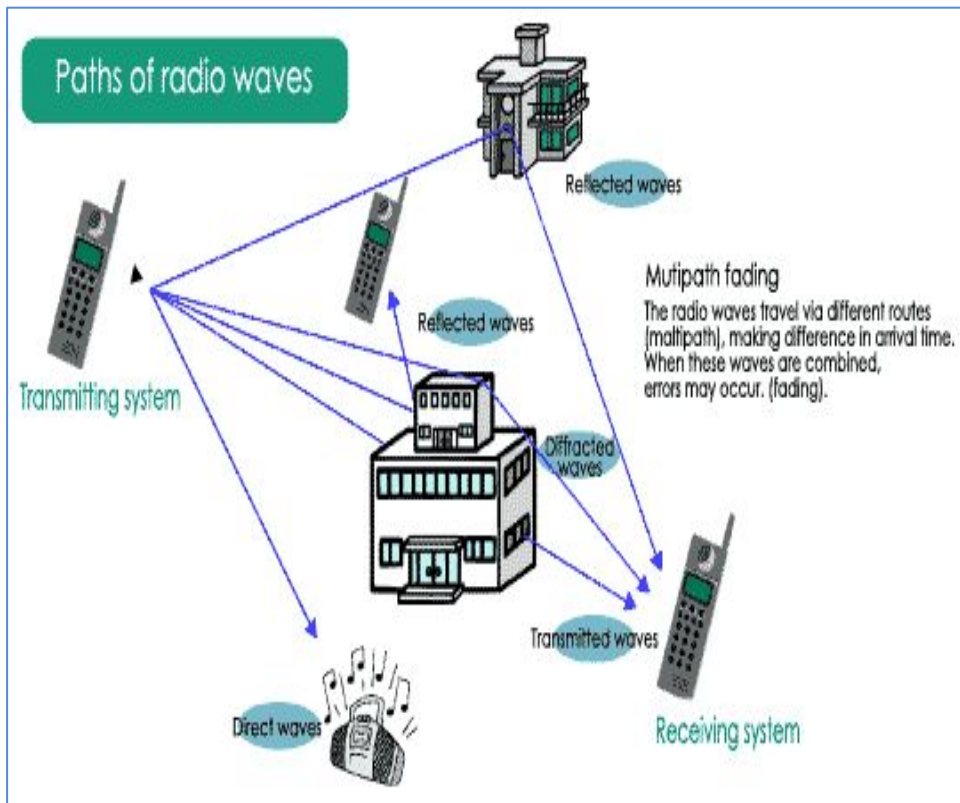 Paths of radio waves
Reflected waves
Mutipath fading
The radio waves travel via different routes
(maltipath), making difference in arrival time.
When these waves are combined,
errors may occur. (fading).
Reflected waves
Transmitting system
Diffracted
waves
Transmitted waves
Direct waves
Receiving system